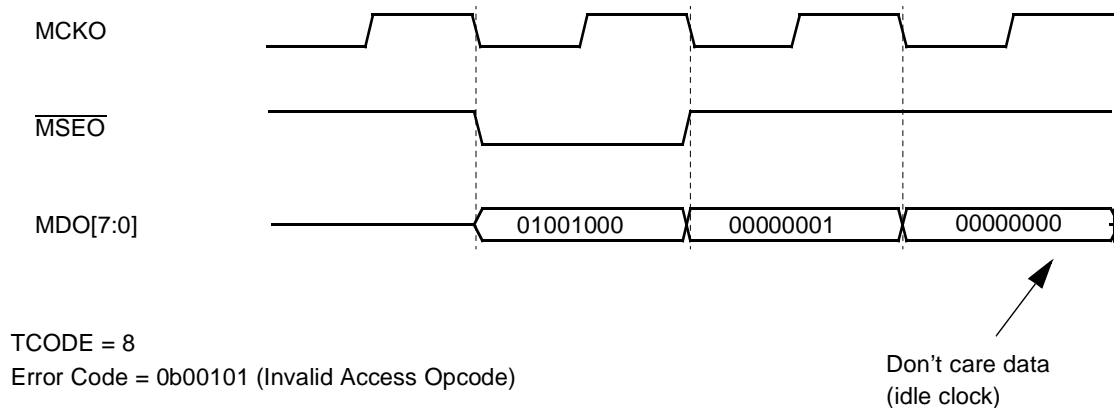 MCKO
MSEO
MDO[7:0]
01001000 00000001 00000000
TCODE = 8
Error Code = 0b00101 (Invalid Access Opcode)
Don’t care data
(idle clock)